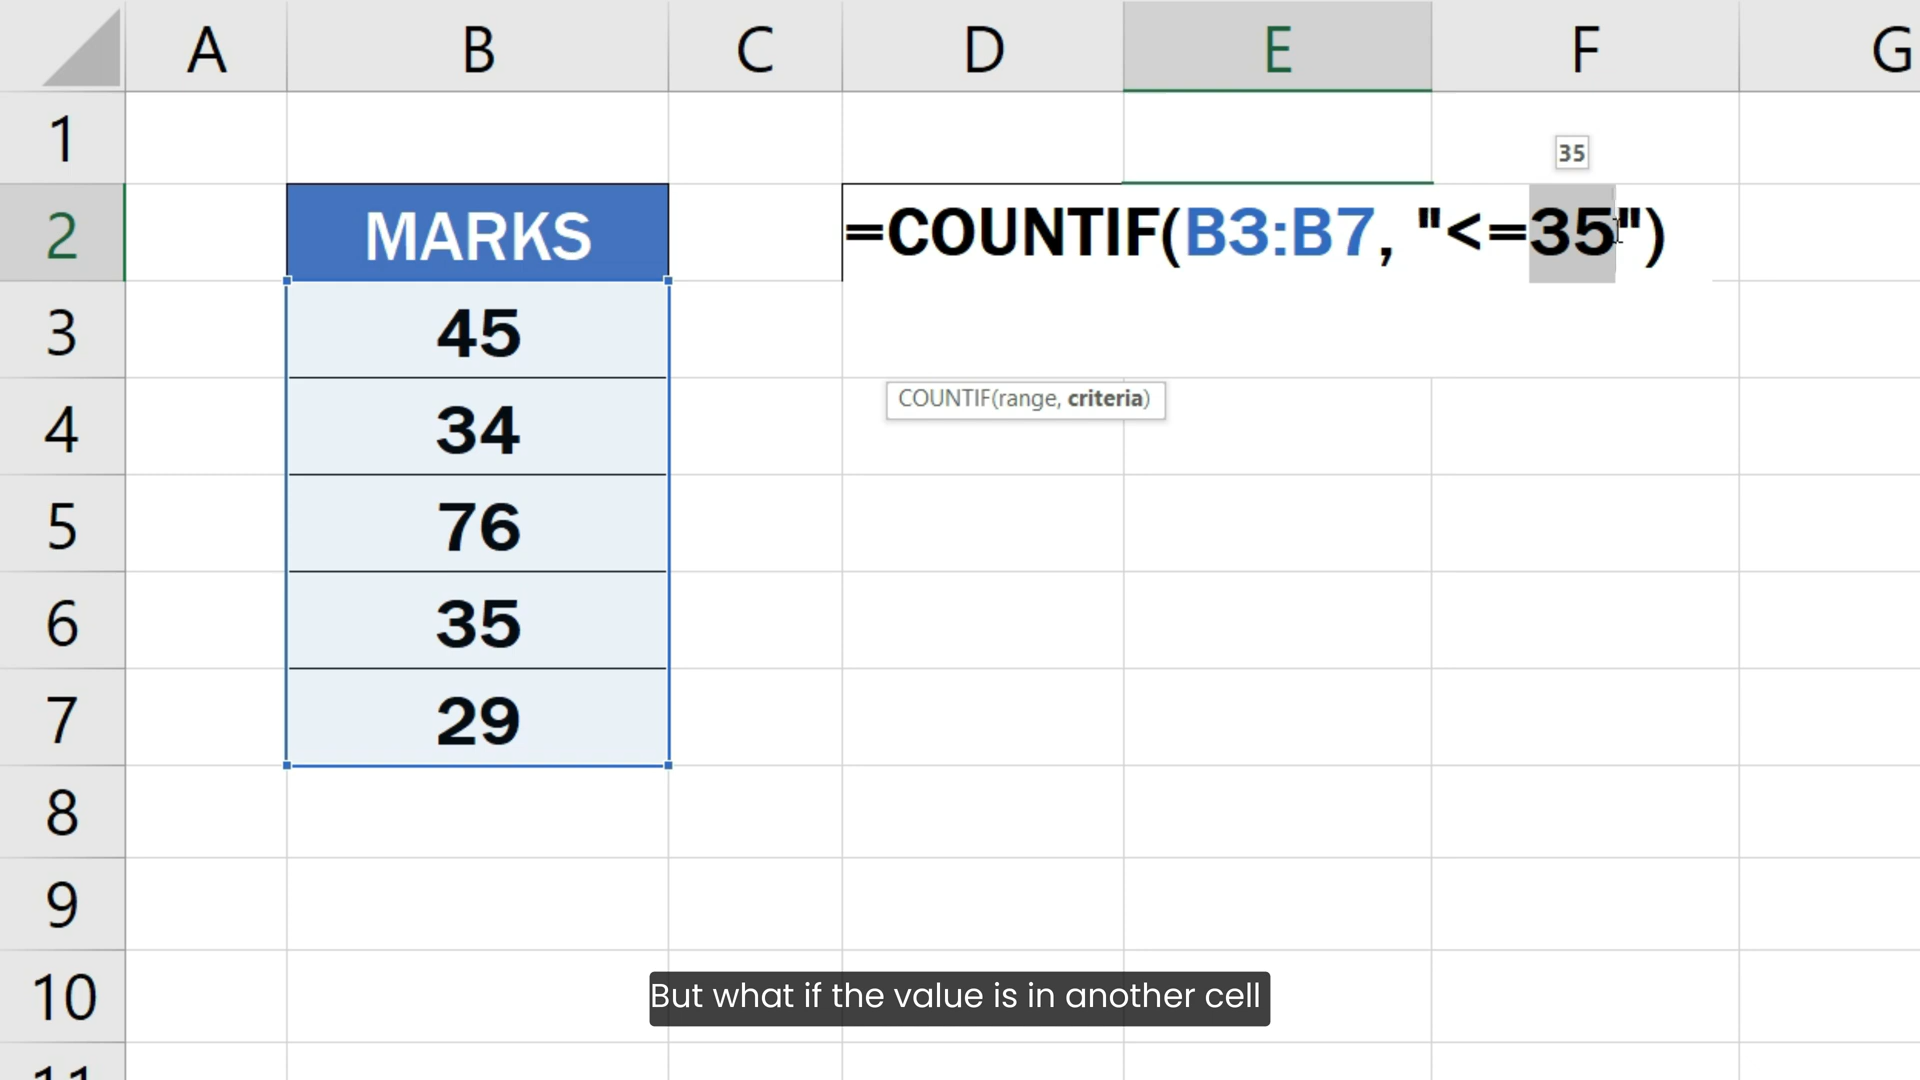 A B C D E F G
1
35
2 MARKS =COUNTIF(B3:B7, "<=35")
3 45
4 34 COUNTIF(range, criteria)
5 76
6 35
7 29
8
9
10 But what if the value is in another cell
11